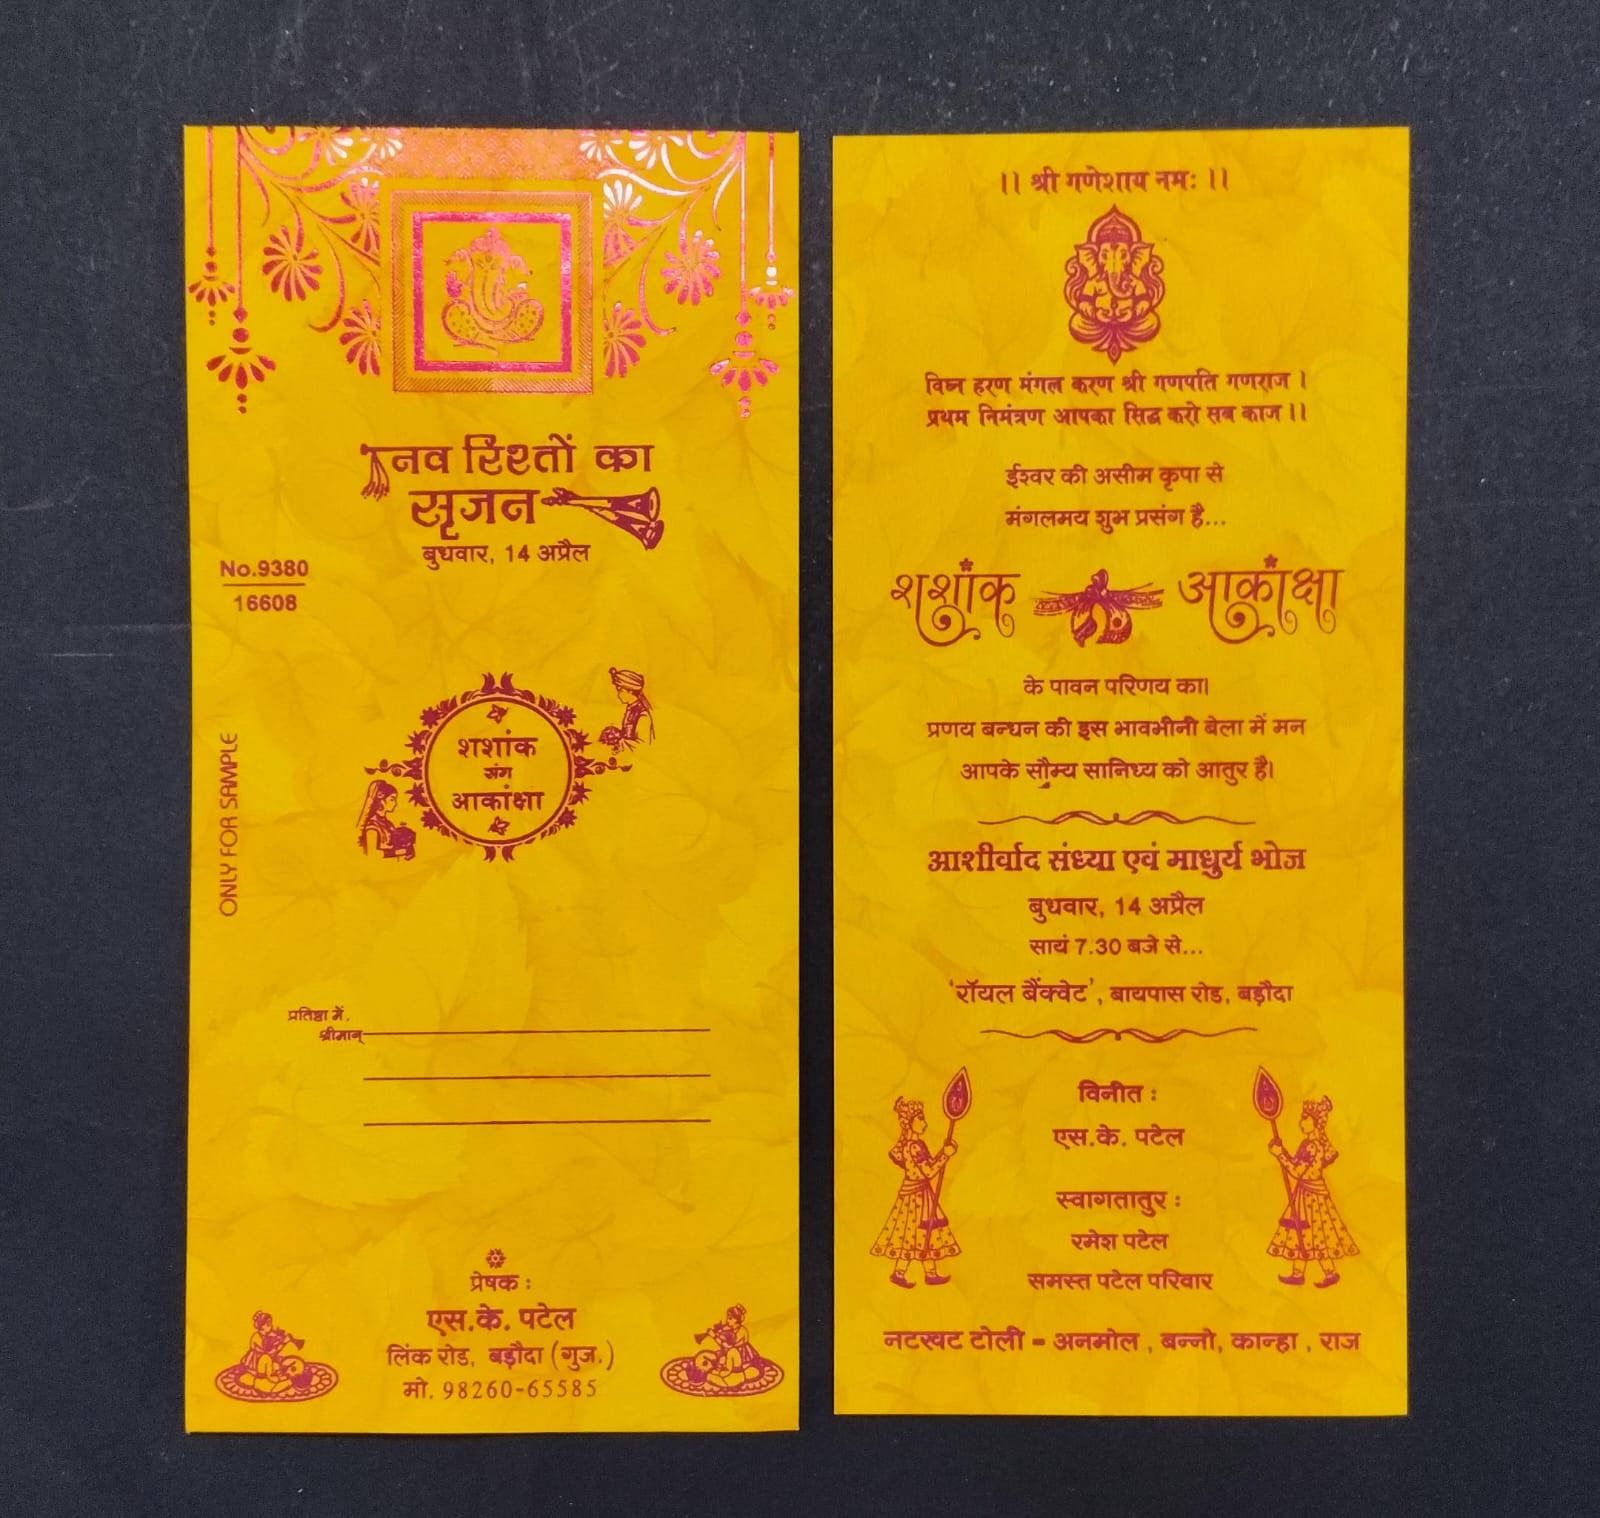 नव रिश्तों का
सृजन
बुधवार, 14 अप्रैल
No.9380
16608
ONLY FOR SAMPLE
शशांक
संग
आकांक्षा
प्रतिष्ठा में,
श्रीमान्
प्रेषक :
एस.के. पटेल
लिंक रोड, बड़ौदा (गुज.)
मो. 98260-65585
।। श्री गणेशाय नमः ।।
विघ्न हरण मंगल करण श्री गणपति गणराज ।
प्रथम निमंत्रण आपका सिद्ध करो सब काज ।।
ईश्वर की असीम कृपा से
मंगलमय शुभ प्रसंग है...
शशांक आकांक्षा
के पावन परिणय का।
प्रणय बन्धन की इस भावभीनी बेला में मन
आपके सौम्य सानिध्य को आतुर है।
आशीर्वाद संध्या एवं माधुर्य भोज
बुधवार, 14 अप्रैल
सायं 7.30 बजे से...
'रॉयल बैंक्वेट', बायपास रोड, बड़ौदा
विनीत :
एस.के. पटेल
स्वागतातुर :
रमेश पटेल
समस्त पटेल परिवार
नटखट टोली - अनमोल , बन्नो, कान्हा , राज